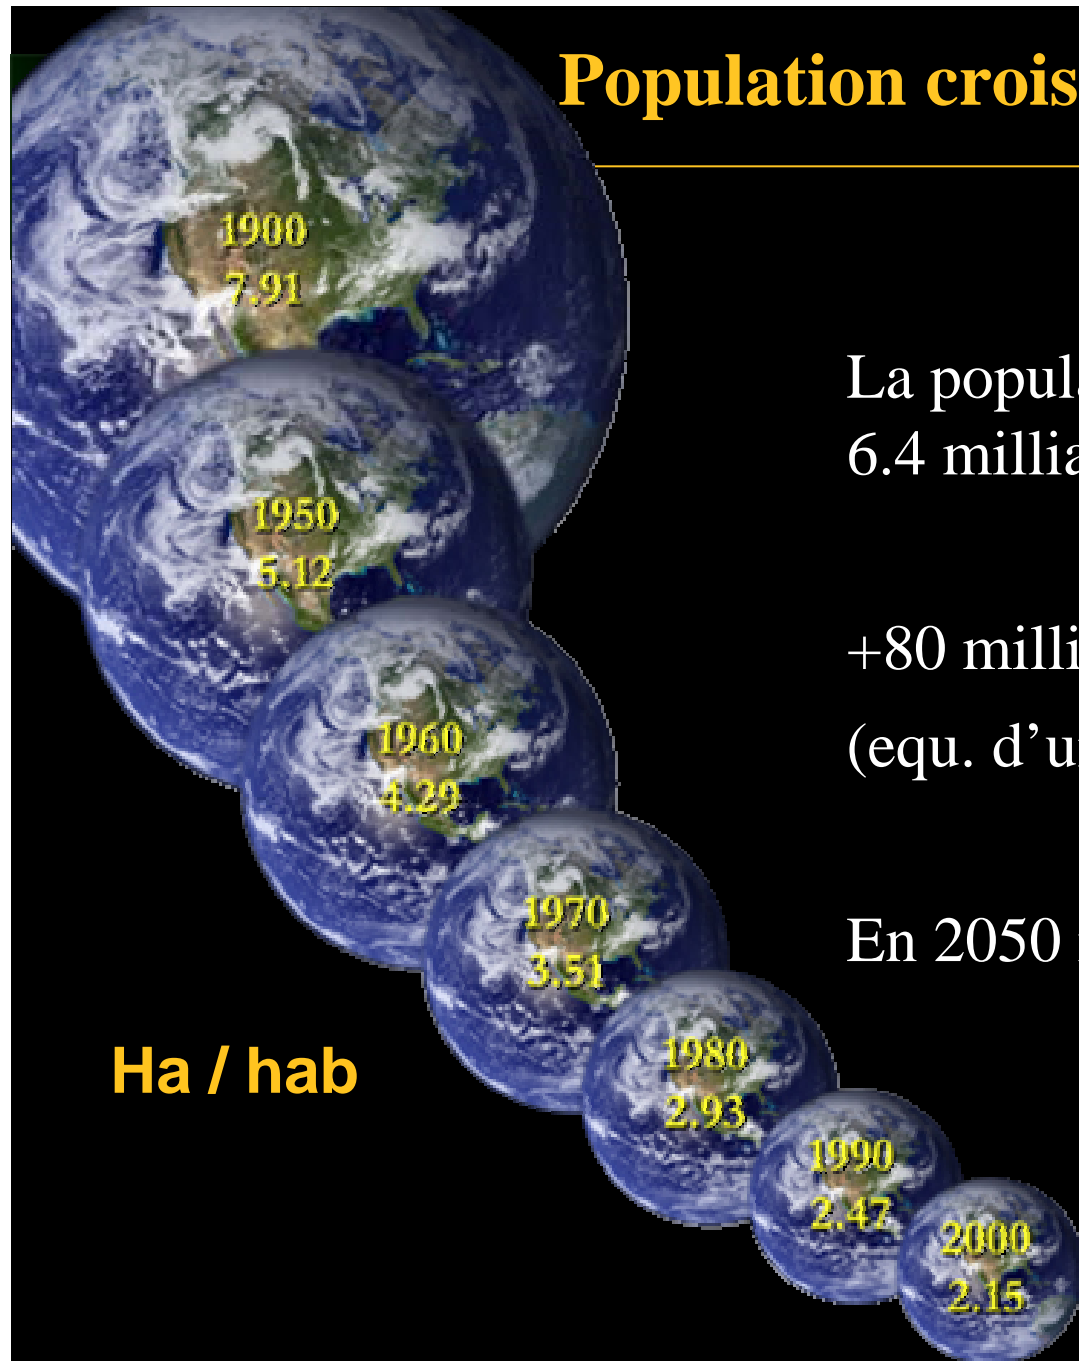 Population crois
1900
7.91
La popul
6.4 millia
1950
5.12
+80 milli
1960
(equ. d’u
4.29
1970
En 2050
3.51
Ha / hab
1980
2.93
1990
2.47
2000
2.15